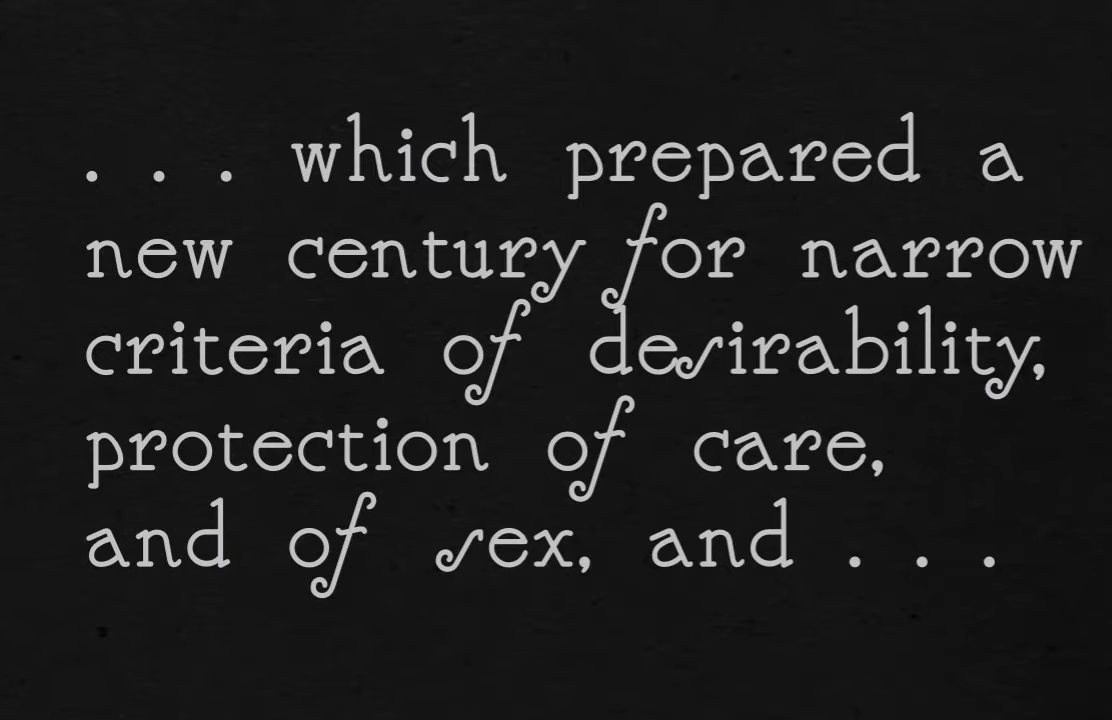 . . . which prepared a
new century for narrow
criteria of desirability,
protection of care,
and of sex, and . . .